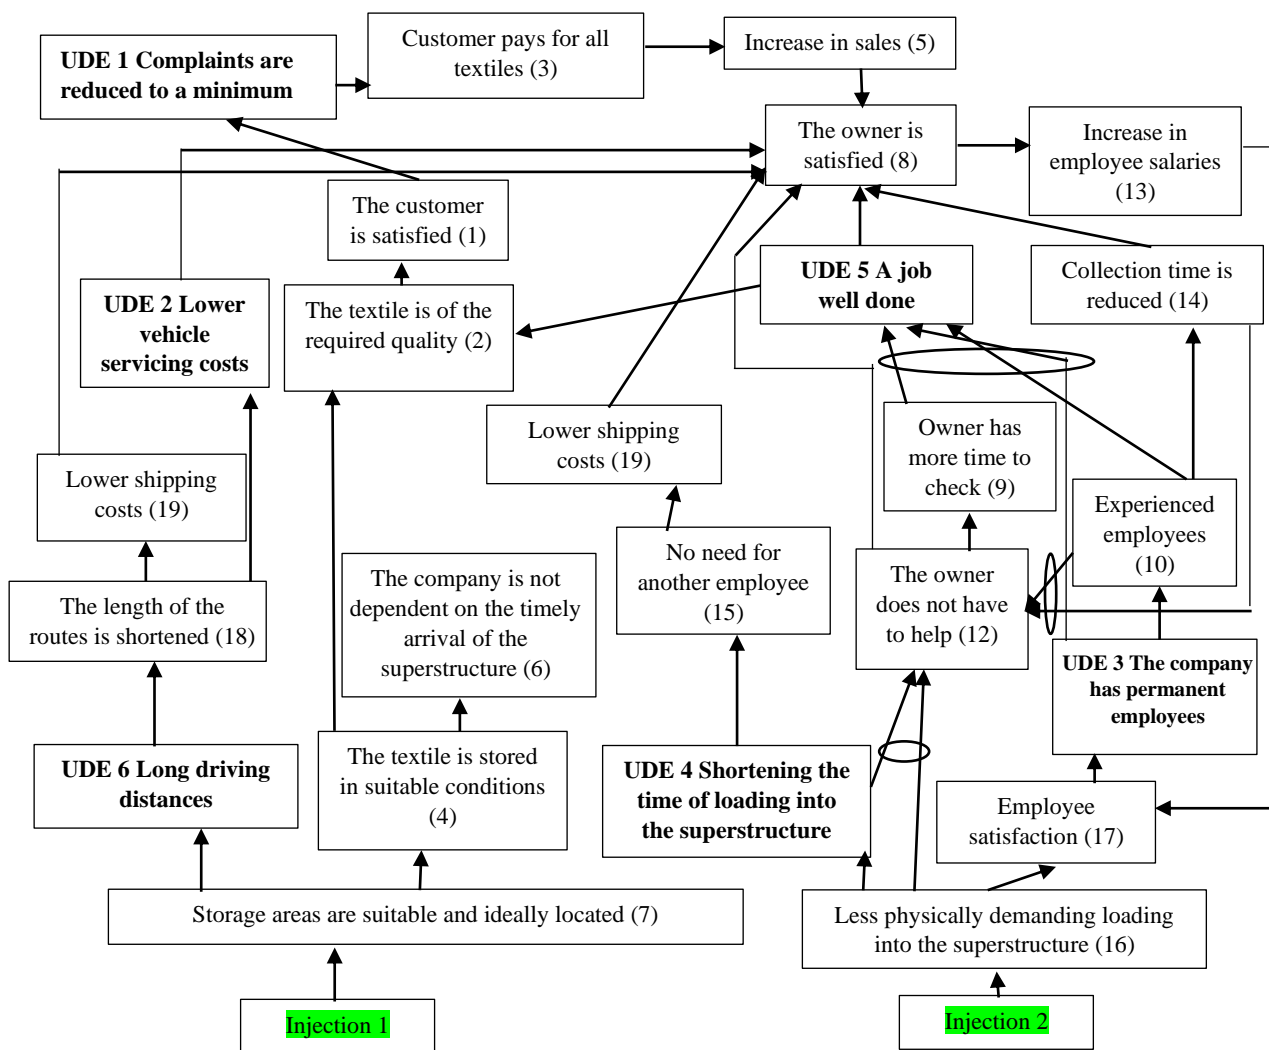 UDE 1 Complaints are
reduced to a minimum
Customer pays for all
textiles (3)
Increase in sales (5)
The owner is
satisfied (8)
Increase in
employee salaries
(13)
The customer
is satisfied (1)
UDE 2 Lower
vehicle
servicing costs
The textile is of the
required quality (2)
UDE 5 A job
well done
Collection time is
reduced (14)
Lower shipping
costs (19)
Lower shipping
costs (19)
Owner has
more time to
check (9)
Experienced
employees
(10)
The length of the
routes is shortened (18)
The company is not
dependent on the timely
arrival of the
superstructure (6)
No need for
another employee
(15)
The owner
does not have
to help (12)
UDE 3 The company
has permanent
employees
UDE 6 Long driving
distances
The textile is stored
in suitable conditions
(4)
UDE 4 Shortening the
time of loading into
the superstructure
Employee
satisfaction (17)
Storage areas are suitable and ideally located (7)
Less physically demanding loading
into the superstructure (16)
Injection 1
Injection 2